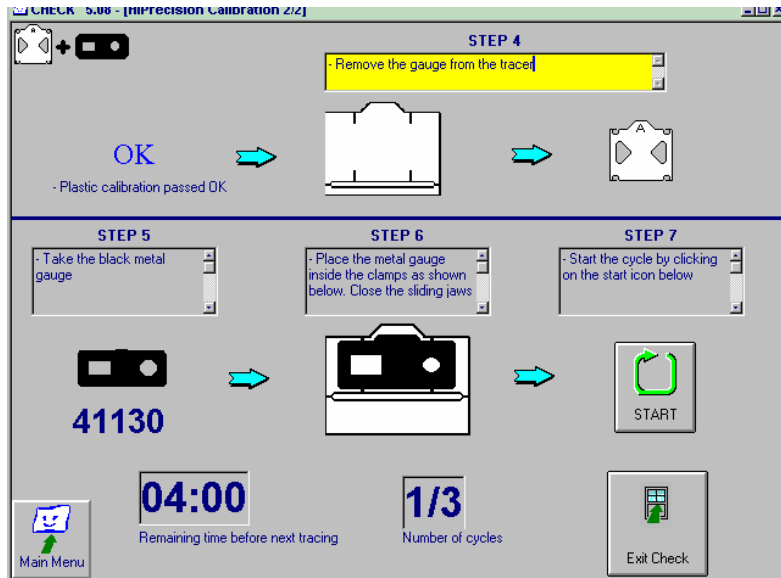 CHECK 5.08 - [HiPrecision Calibration 2/2]
STEP 4
- Remove the gauge from the tracer
OK
- Plastic calibration passed OK
A
STEP 5
- Take the black metal
gauge
STEP 6
- Place the metal gauge
inside the clamps as shown
below. Close the sliding jaws
STEP 7
- Start the cycle by clicking
on the start icon below
41130
START
04:00
Remaining time before next tracing
1/3
Number of cycles
Main Menu
Exit Check